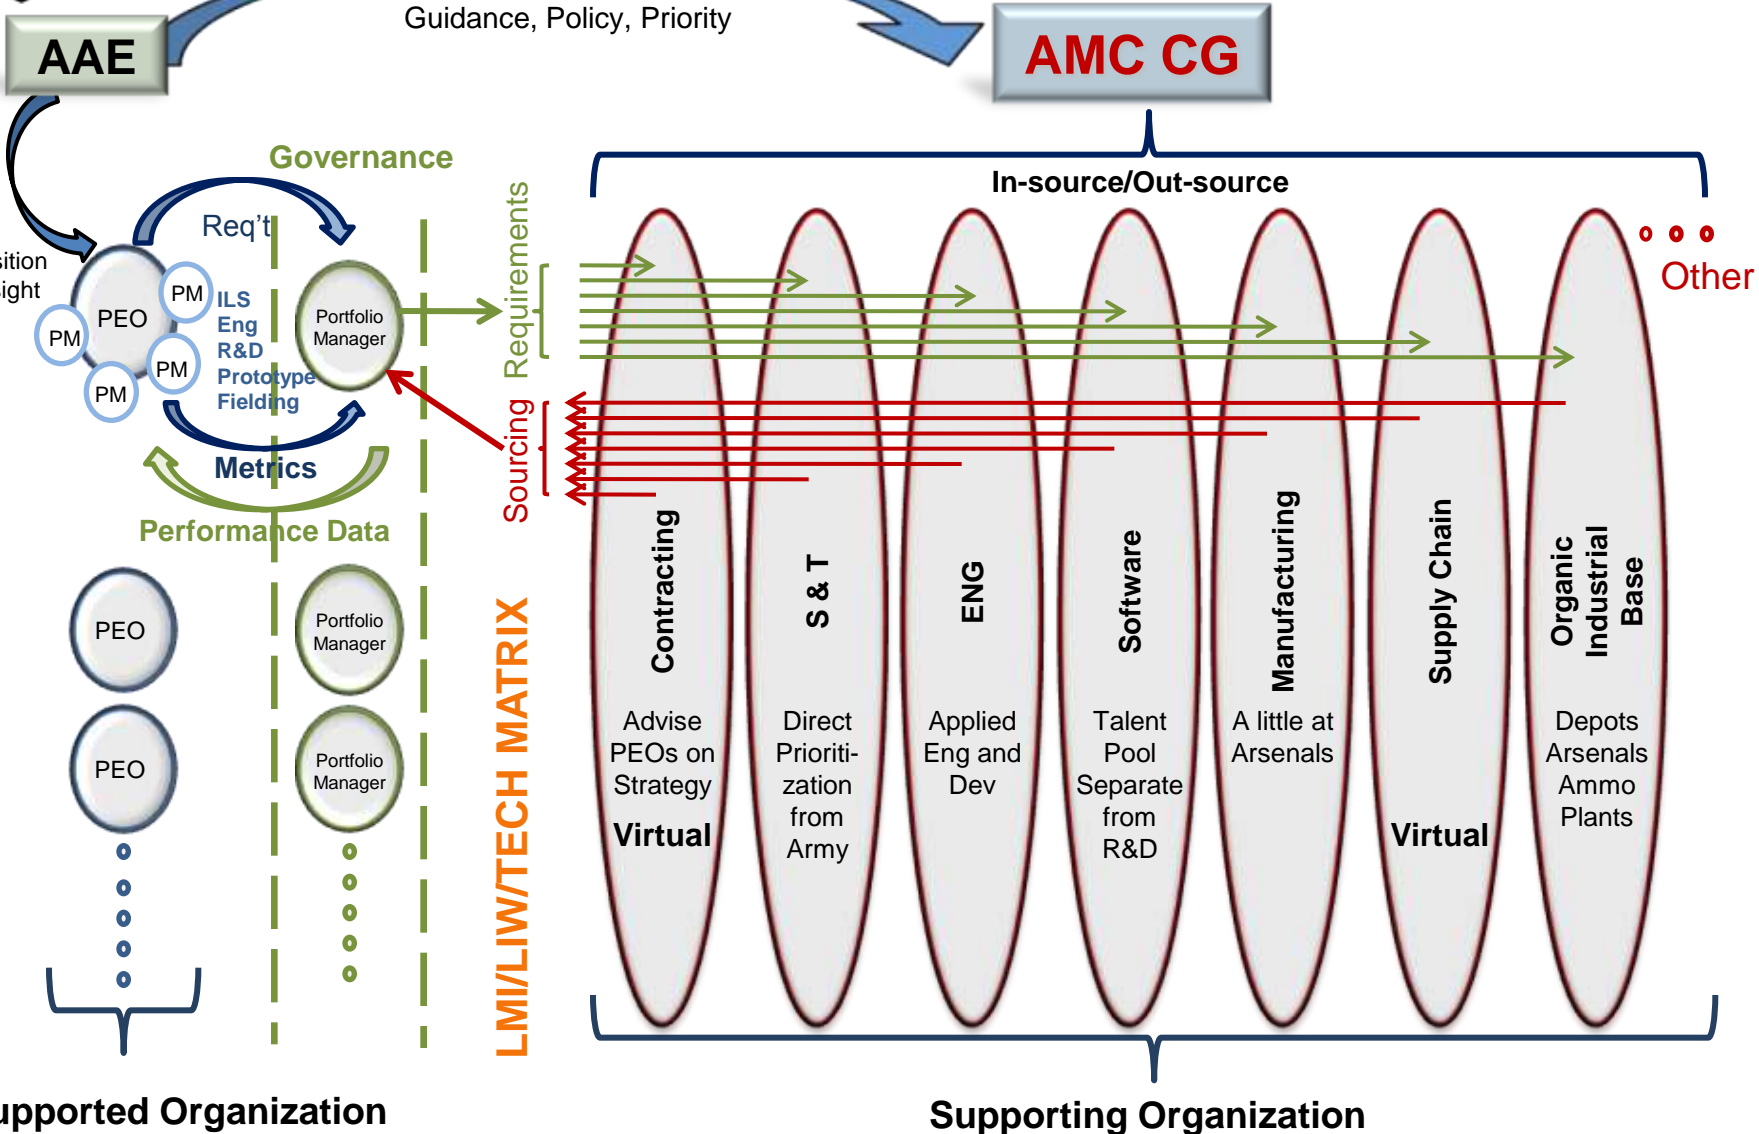 Guidance, Policy, Priority
AAE
AMC CG
Governance
In-source/Out-source
Req't
Requirements
Other
sition
sight
PEO
PM
PM
PM
PM
ILS
Eng
R&D
Prototype
Fielding
Portfolio
Manager
Metrics
Sourcing
Performance Data
PEO
Portfolio
Manager
PEO
Portfolio
Manager
LMI/LIW/TECH MATRIX
Contracting
Advise
PEOs on
Strategy
Virtual
S & T
Direct
Prioriti-
zation
from
Army
ENG
Applied
Eng and
Dev
Software
Talent
Pool
Separate
from
R&D
Manufacturing
A little at
Arsenals
Supply Chain
Virtual
Organic
Industrial
Base
Depots
Arsenals
Ammo
Plants
upported Organization
Supporting Organization